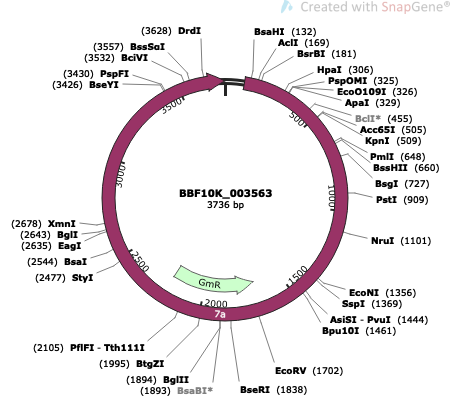 Created with SnapGene®
(3628) DrdI
BsaHI (132)
(3557) BssSαI
AclI (169)
(3532) BciVI
BsrBI (181)
(3430) PspFI
HpaI (306)
(3426) BseYI
PspOMI (325)
EcoO109I (326)
ApaI (329)
BclI* (455)
Acc65I (505)
KpnI (509)
PmlI (648)
BssHII (660)
BsgI (727)
PstI (909)
NruI (1101)
EcoNI (1356)
SspI (1369)
AsiSI - PvuI (1444)
Bpu10I (1461)
EcoRV (1702)
BseRI (1838)
(1893) BsaBI*
(1894) BglII
(1995) BtgZI
(2105) PflFI - Tth111I
(2477) StyI
(2544) BsaI
(2635) EagI
(2643) BglI
(2678) XmnI
500
1000
1500
2000
2500
3000
3500
BBF10K_003563
3736 bp
GmR
7a